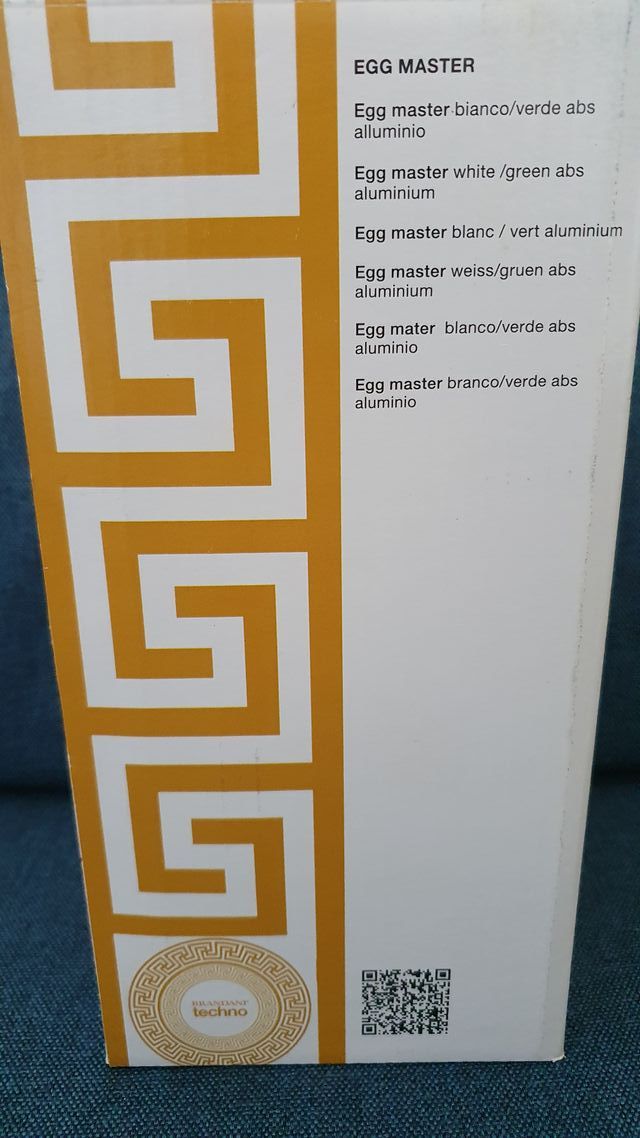 EGG MASTER
Egg master bianco/verde abs
alluminio
Egg master white /green abs
aluminium
Egg master blanc / vert aluminium
Egg master weiss/gruen abs
aluminium
Egg mater blanco/verde abs
aluminio
Egg master branco/verde abs
aluminio
BRANDANI
techno